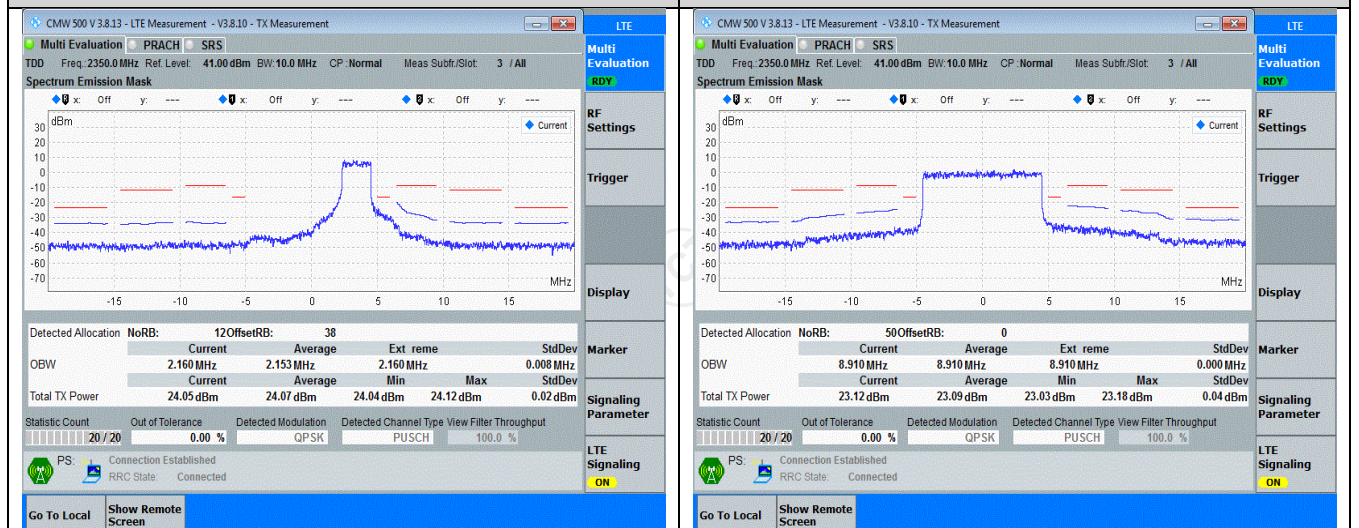 CMW 500 V 3.8.13 - LTE Measurement - V3.8.10 - TX Measurement
LTE
Multi Evaluation PRACH SRS
Multi
Evaluation
RDY
TDD Freq.:2350.0 MHz Ref. Level: 41.00 dBm BW:10.0 MHz CP :Normal Meas Subfr./Slot: 3 / All
Spectrum Emission Mask
x: Off y: --- x: Off y: --- x: Off y: ---
RF
Settings
dBm
Current
30
20
10
0
-10
-20
-30
-40
-50
-60
-70
MHz
-15 -10 -5 0 5 10 15
Trigger
Display
Detected Allocation NoRB: 12OffsetRB: 38
Current Average Ext reme StdDev
Marker
OBW 2.160 MHz 2.153 MHz 2.160 MHz 0.008 MHz
Current Average Min Max StdDev
Total TX Power 24.05 dBm 24.07 dBm 24.04 dBm 24.12 dBm 0.02 dBm
Signaling
Parameter
Statistic Count Out of Tolerance Detected Modulation Detected Channel Type View Filter Throughput
20 / 20 0.00 % QPSK PUSCH 100.0 %
PS: Connection Established
RRC State: Connected
LTE
Signaling
ON
Go To Local
Show Remote
Screen
CMW 500 V 3.8.13 - LTE Measurement - V3.8.10 - TX Measurement
LTE
Multi Evaluation PRACH SRS
Multi
Evaluation
RDY
TDD Freq.:2350.0 MHz Ref. Level: 41.00 dBm BW:10.0 MHz CP :Normal Meas Subfr./Slot: 3 / All
Spectrum Emission Mask
x: Off y: --- x: Off y: --- x: Off y: ---
RF
Settings
dBm
Current
30
20
10
0
-10
-20
-30
-40
-50
-60
-70
MHz
-15 -10 -5 0 5 10 15
Trigger
Display
Detected Allocation NoRB: 50OffsetRB: 0
Current Average Ext reme StdDev
Marker
OBW 8.910 MHz 8.910 MHz 8.910 MHz 0.000 MHz
Current Average Min Max StdDev
Total TX Power 23.12 dBm 23.09 dBm 23.03 dBm 23.18 dBm 0.04 dBm
Signaling
Parameter
Statistic Count Out of Tolerance Detected Modulation Detected Channel Type View Filter Throughput
20 / 20 0.00 % QPSK PUSCH 100.0 %
PS: Connection Established
RRC State: Connected
LTE
Signaling
ON
Go To Local
Show Remote
Screen